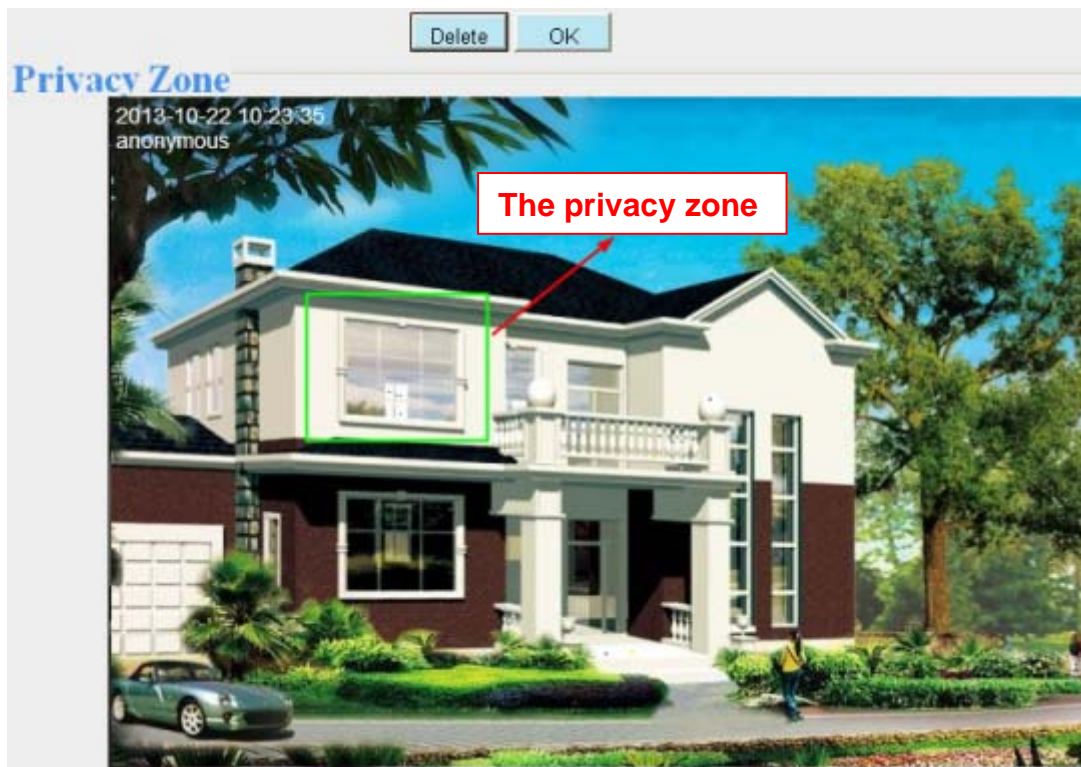 Delete OK
Privacy Zone
2013-10-22 10:23:35
anonymous
The privacy zone